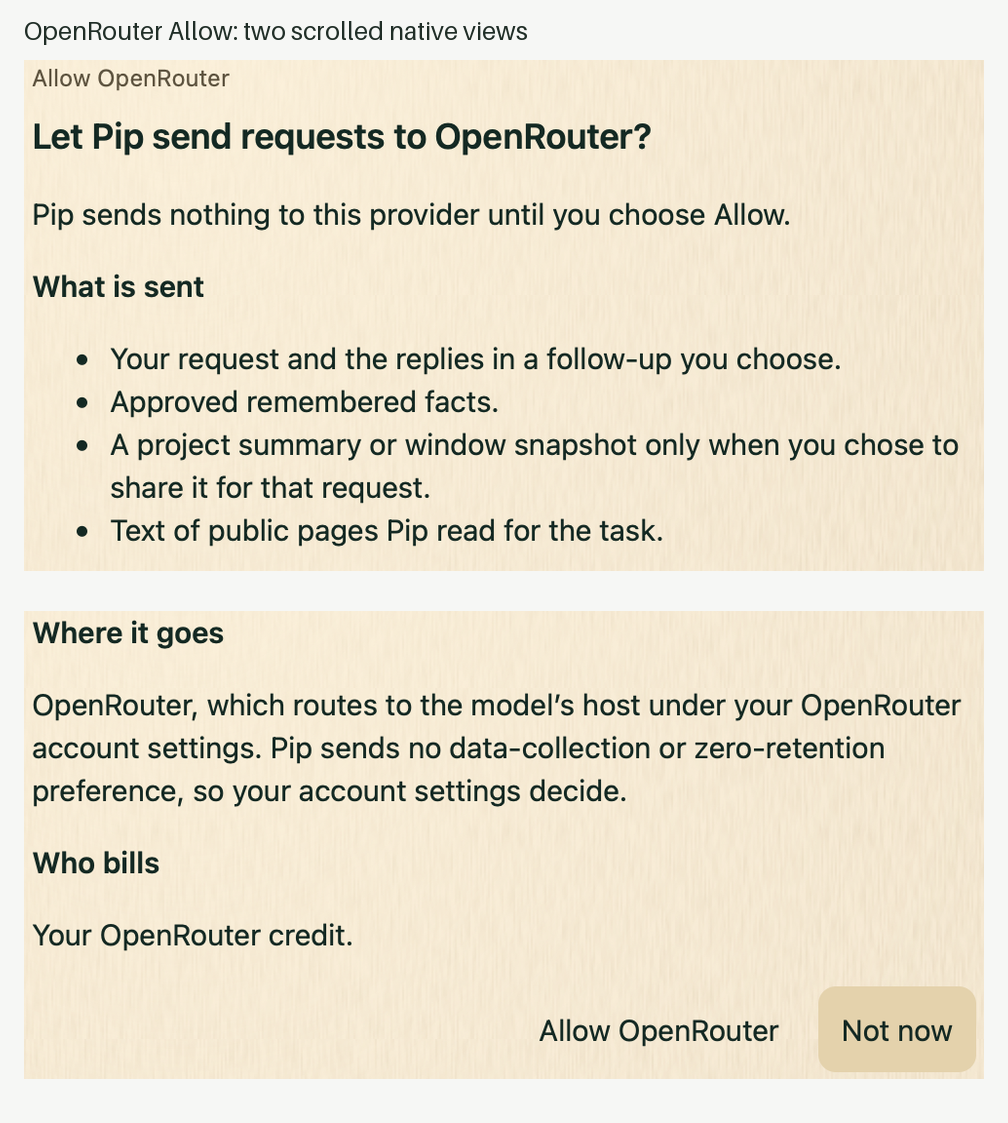 OpenRouter Allow: two scrolled native views
Allow OpenRouter
Let Pip send requests to OpenRouter?
Pip sends nothing to this provider until you choose Allow.
What is sent
• Your request and the replies in a follow-up you choose.
• Approved remembered facts.
• A project summary or window snapshot only when you chose to
share it for that request.
• Text of public pages Pip read for the task.
Where it goes
OpenRouter, which routes to the model’s host under your OpenRouter
account settings. Pip sends no data-collection or zero-retention
preference, so your account settings decide.
Who bills
Your OpenRouter credit.
Allow OpenRouter
Not now